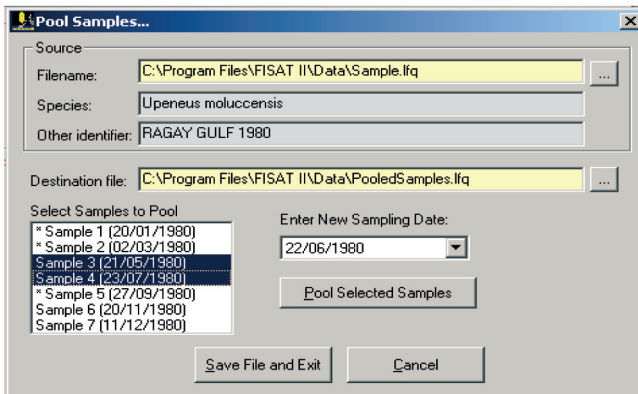 Pool Samples...
Source
Filename: C:\Program Files\FISAT II\Data\Sample.lfq ...
Species: Upeneus moluccensis
Other identifier: RAGAY GULF 1980
Destination file: C:\Program Files\FISAT II\Data\PooledSamples.lfq ...
Select Samples to Pool
* Sample 1 (20/01/1980)
* Sample 2 (02/03/1980)
Sample 3 (21/05/1980)
Sample 4 (23/07/1980)
* Sample 5 (27/09/1980)
Sample 6 (20/11/1980)
Sample 7 (11/12/1980)
Enter New Sampling Date:
22/06/1980
Pool Selected Samples
Save File and Exit
Cancel